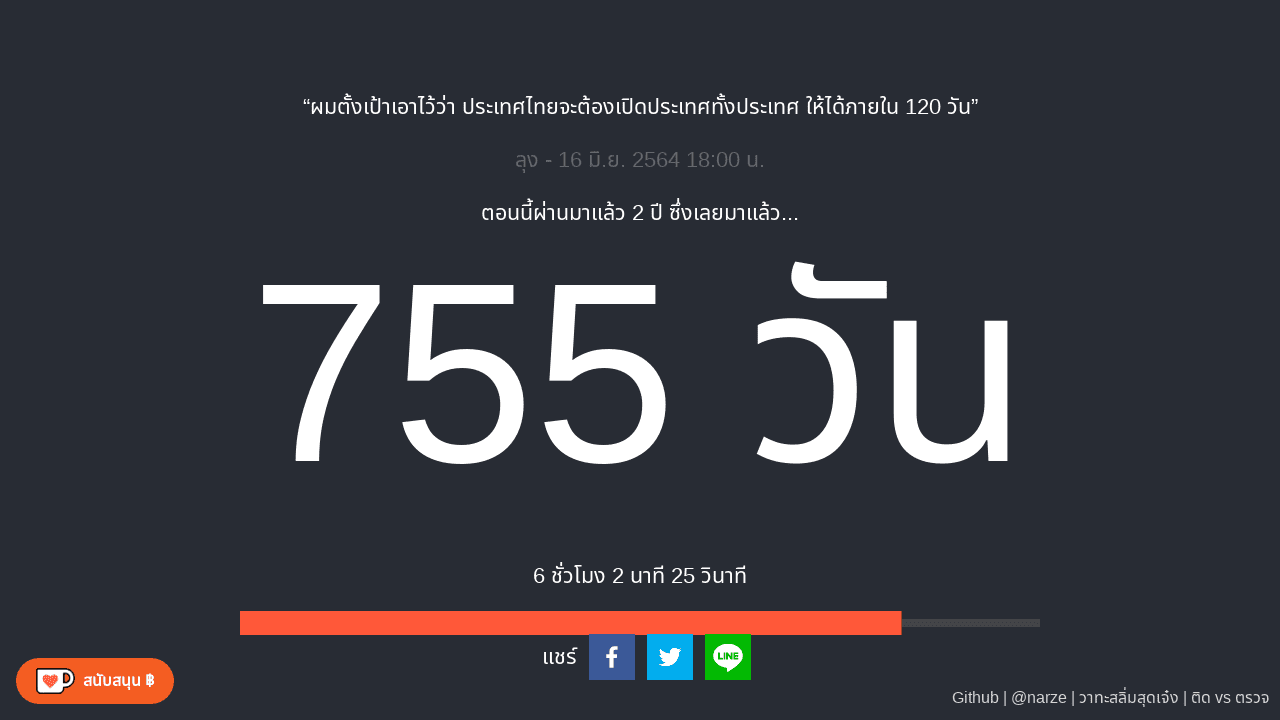 “ผมตั้งเป้าเอาไว้ว่า ประเทศไทยจะต้องเปิดประเทศทั้งประเทศ ให้ได้ภายใน 120 วัน”
ลุง - 16 มิ.ย. 2564 18:00 น.
ตอนนี้ผ่านมาแล้ว 2 ปี ซึ่งเลยมาแล้ว...
755 วัน
6 ชั่วโมง 2 นาที 25 วินาที
แชร์
LINE
สนับสนุน ฿
Github | @narze | วาทะสลิ่มสุดเจ๋ง | ติด vs ตรวจ